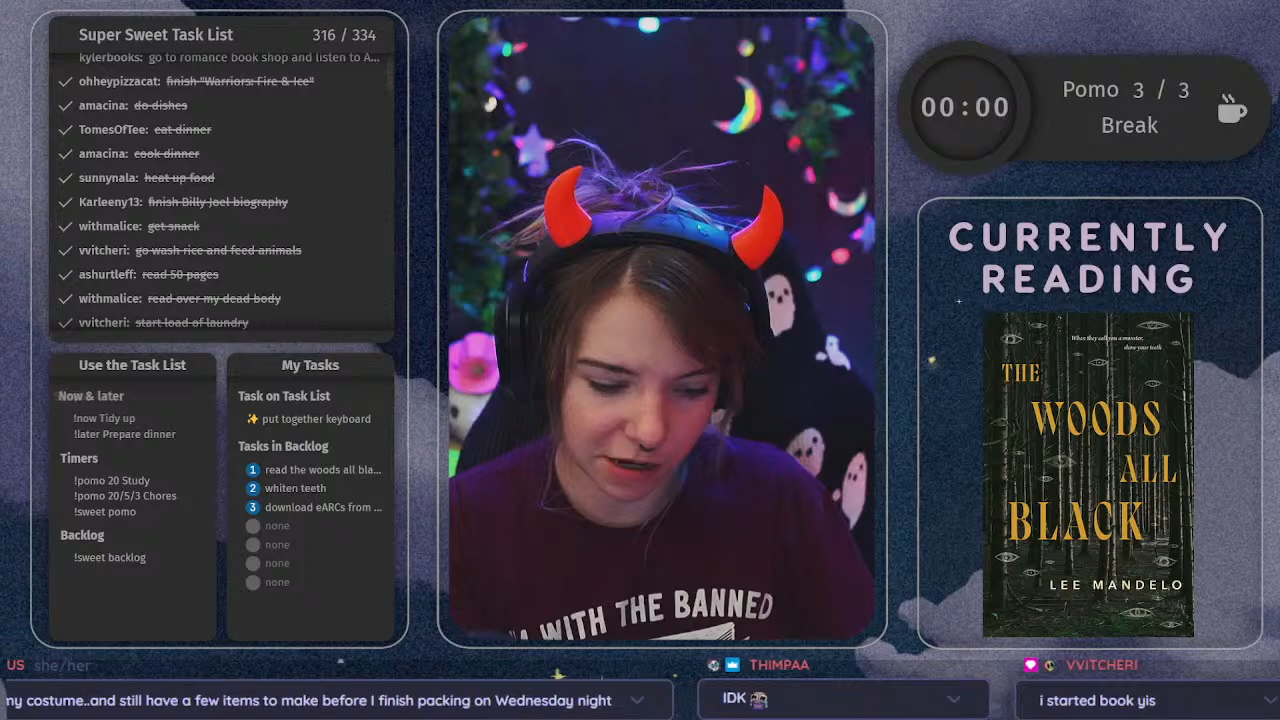 Super Sweet Task List 316 / 334
kylerbooks: go to romance book shop and listen to A...
ohheypizzacat: finish "Warriors: Fire & Ice"
amacina: do dishes
TomesOfTee: eat dinner
amacina: cook dinner
sunnynala: heat up food
Karleeny13: finish Billy Joel biography
withmalice: get snack
vvitcheri: go wash rice and feed animals
ashurtleff: read 50 pages
withmalice: read over my dead body
vvitcheri: start load of laundry
Use the Task List
Now & later
!now Tidy up
!later Prepare dinner
Timers
!pomo 20 Study
!pomo 20/5/3 Chores
!sweet pomo
Backlog
!sweet backlog
My Tasks
Task on Task List
✨ put together keyboard
Tasks in Backlog
1 read the woods all bla...
2 whiten teeth
3 download eARCs from ...
none
none
none
none
WITH THE BANNED
00:00
Pomo 3 / 3
Break
CURRENTLY
READING
When they call you a monster,
show your teeth
THE
WOODS
ALL
BLACK
LEE MANDELO
US she/her
my costume..and still have a few items to make before I finish packing on Wednesday night
THIMPAA
IDK
VVITCHERI
i started book yis